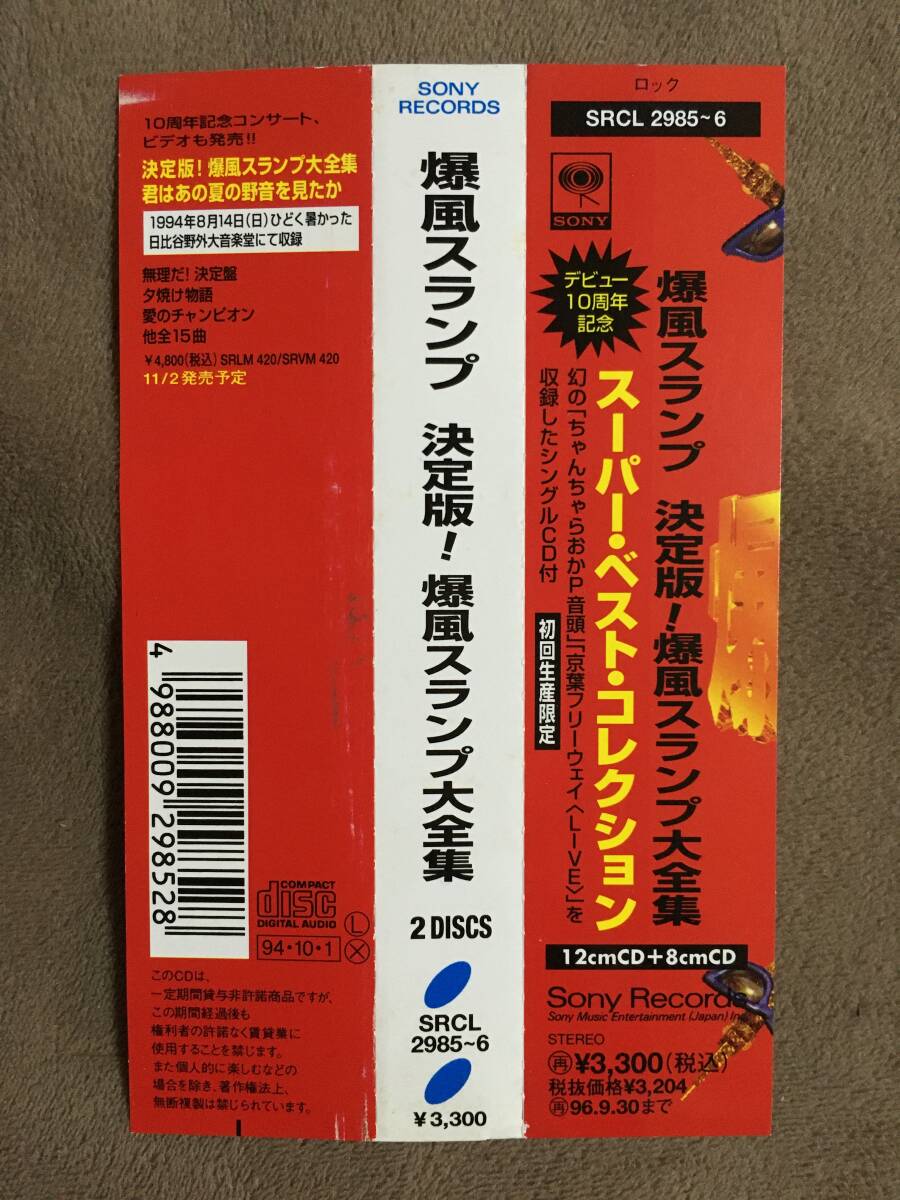 10周年記念コンサート、
ビデオも発売!!
決定版!爆風スランプ大全集
君はあの夏の野音を見たか
1994年8月14日(日)ひどく暑かった
日比谷野外大音楽堂にて収録
無理だ!決定盤
夕焼け物語
愛のチャンピオン
他全15曲
¥4,800(税込) SRLM 420/SRVM 420
11/2発売予定
4 988009 298528
COMPACT
disc
DIGITAL AUDIO
94・10・1
Ⓛ
Ⓧ
このCDは、
一定期間貸与非許諾商品ですが、
この期間経過後も
権利者の許諾なく賃貸業に
使用することを禁じます。
また個人的に楽しむなどの
場合を除き、著作権法上、
無断複製は禁じられています。
SONY
RECORDS
爆風スランプ 決定版!爆風スランプ大全集
2 DISCS
SRCL
2985~6
¥3,300
ロック
SRCL 2985~6
SONY
デビュー
10周年
記念
爆風スランプ 決定版!爆風スランプ大全集
スーパー・ベスト・コレクション
幻の「ちゃんちゃらおかP音頭」「京葉フリーウェイ〈LIVE〉」を
収録したシングルCD付
初回生産限定
12cmCD+8cmCD
Sony Records
Sony Music Entertainment (Japan) Inc.
STEREO
㊢¥3,300(税込)
税抜価格¥3,204
再96.9.30まで